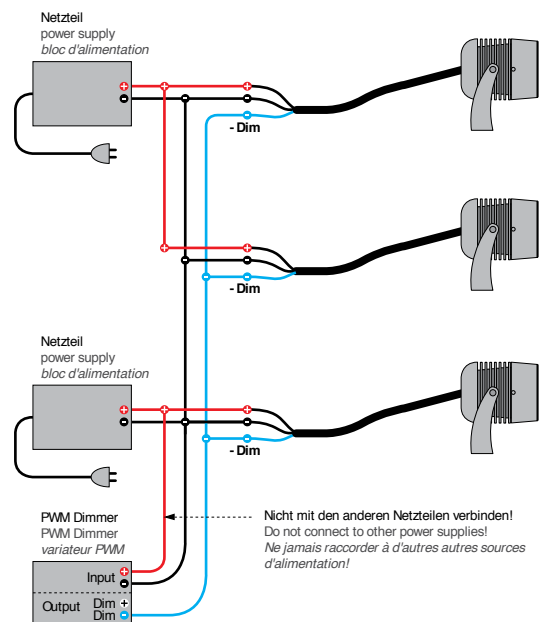 Netzteil
power supply
bloc d'alimentation
- Dim
- Dim
Netzteil
power supply
bloc d'alimentation
- Dim
PWM Dimmer
PWM Dimmer
variateur PWM
Nicht mit den anderen Netzteilen verbinden!
Do not connect to other power supplies!
Ne jamais raccorder à d'autres autres sources
d'alimentation!
Input
Output Dim
Dim